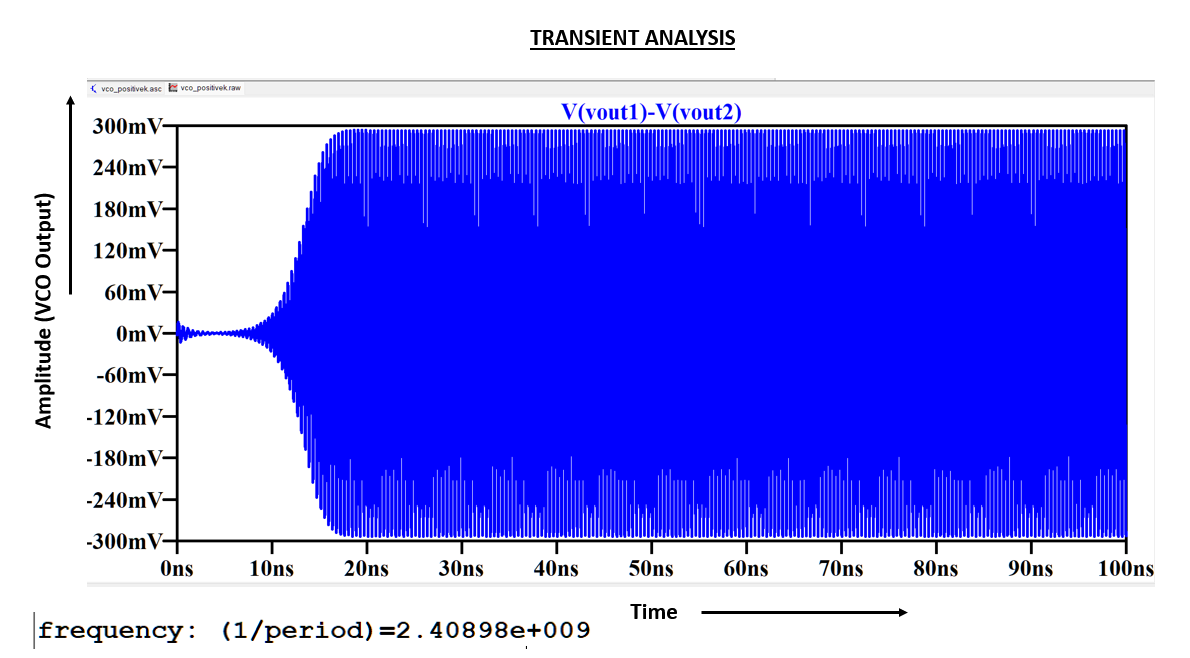 TRANSIENT ANALYSIS
vco_positivek.asc vco_positivek.raw
V(vout1)-V(vout2)
300mV
240mV
180mV
120mV
60mV
0mV
-60mV
-120mV
-180mV
-240mV
-300mV
Amplitude (VCO Output)
0ns 10ns 20ns 30ns 40ns 50ns 60ns 70ns 80ns 90ns 100ns
Time
frequency: (1/period)=2.40898e+009